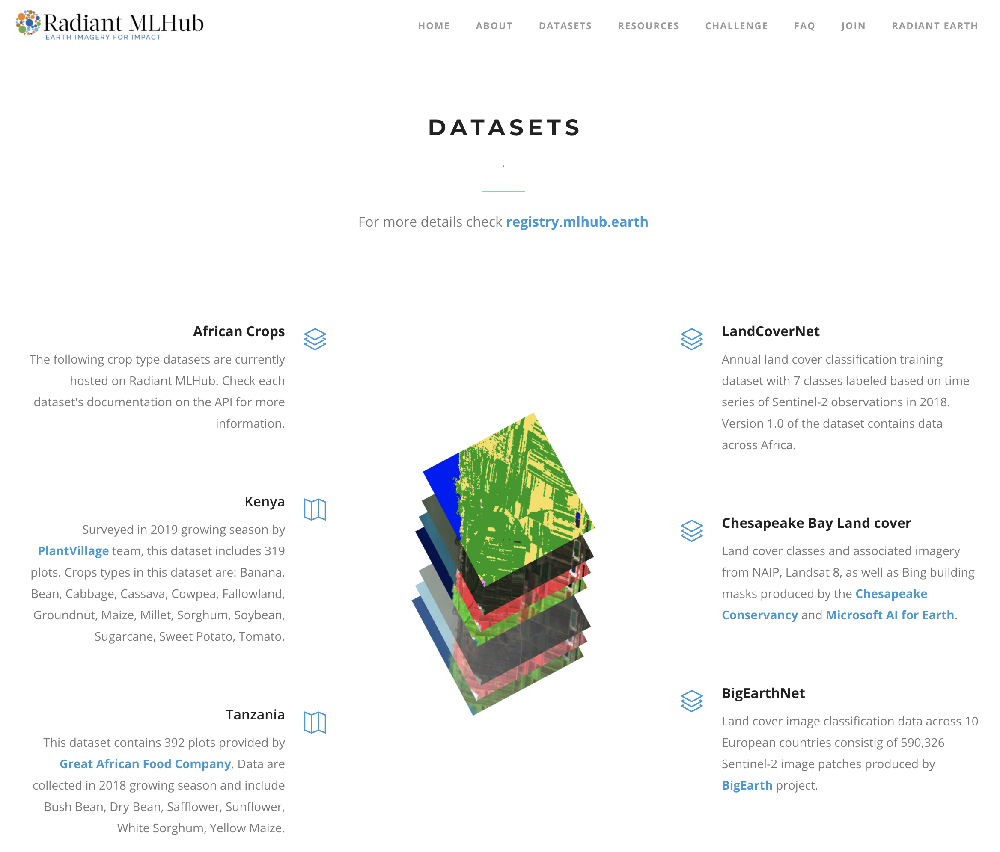 Radiant MLHub
EARTH IMAGERY FOR IMPACT
HOME ABOUT DATASETS RESOURCES CHALLENGE FAQ JOIN RADIANT EARTH
DATASETS
.
For more details check registry.mlhub.earth
African Crops
The following crop type datasets are currently
hosted on Radiant MLHub. Check each
dataset's documentation on the API for more
information.
Kenya
Surveyed in 2019 growing season by
PlantVillage team, this dataset includes 319
plots. Crops types in this dataset are: Banana,
Bean, Cabbage, Cassava, Cowpea, Fallowland,
Groundnut, Maize, Millet, Sorghum, Soybean,
Sugarcane, Sweet Potato, Tomato.
Tanzania
This dataset contains 392 plots provided by
Great African Food Company. Data are
collected in 2018 growing season and include
Bush Bean, Dry Bean, Safflower, Sunflower,
White Sorghum, Yellow Maize.
LandCoverNet
Annual land cover classification training
dataset with 7 classes labeled based on time
series of Sentinel-2 observations in 2018.
Version 1.0 of the dataset contains data
across Africa.
Chesapeake Bay Land cover
Land cover classes and associated imagery
from NAIP, Landsat 8, as well as Bing building
masks produced by the Chesapeake
Conservancy and Microsoft AI for Earth.
BigEarthNet
Land cover image classification data across 10
European countries consistig of 590,326
Sentinel-2 image patches produced by
BigEarth project.